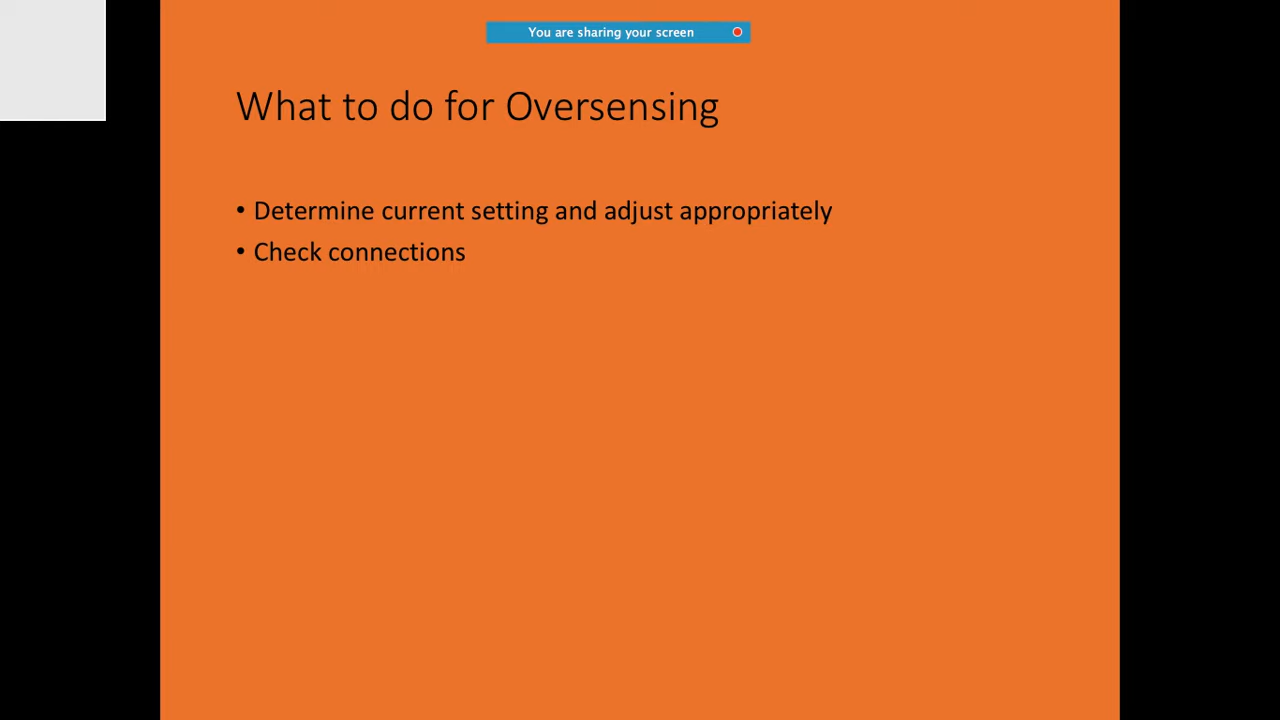 You are sharing your screen
What to do for Oversensing
• Determine current setting and adjust appropriately
• Check connections